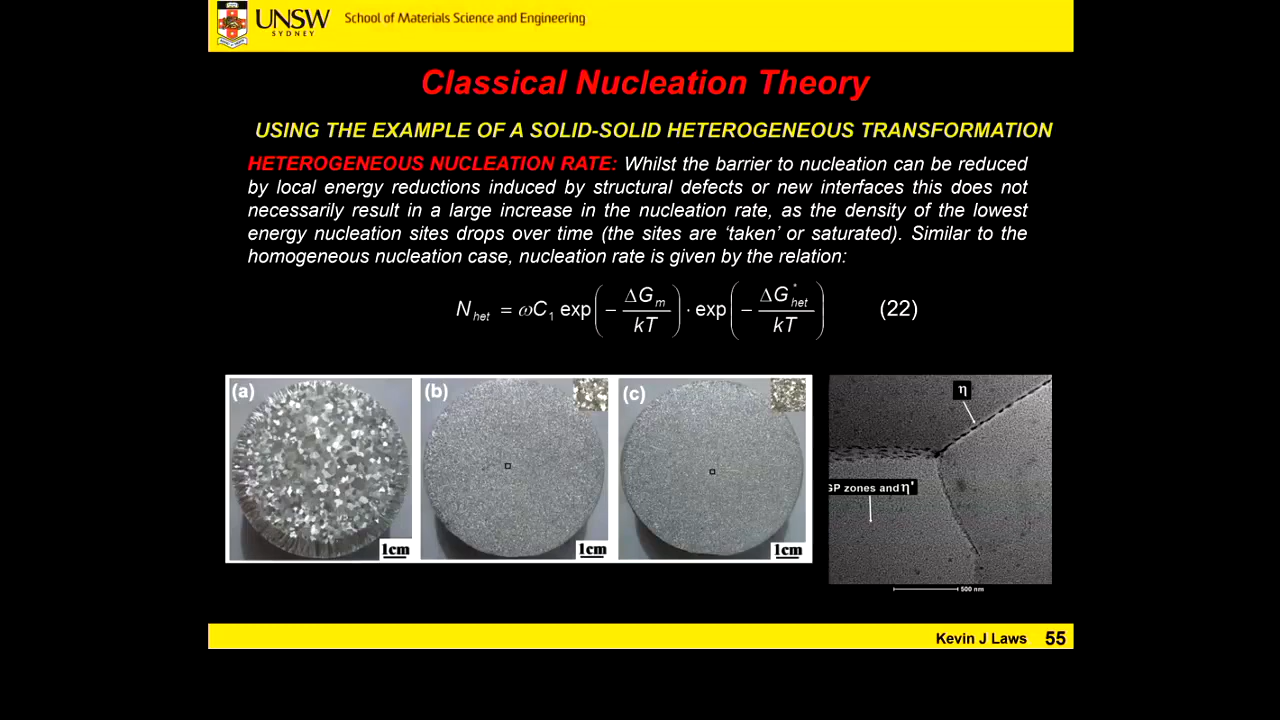 UNSW
SYDNEY
School of Materials Science and Engineering
Classical Nucleation Theory
USING THE EXAMPLE OF A SOLID-SOLID HETEROGENEOUS TRANSFORMATION
HETEROGENEOUS NUCLEATION RATE: Whilst the barrier to nucleation can be reduced
by local energy reductions induced by structural defects or new interfaces this does not
necessarily result in a large increase in the nucleation rate, as the density of the lowest
energy nucleation sites drops over time (the sites are ‘taken’ or saturated). Similar to the
homogeneous nucleation case, nucleation rate is given by the relation:
N_het = ωC₁ exp(−ΔG_m/kT) · exp(−ΔG*_het/kT) (22)
(a)
1cm
(b)
1cm
(c)
1cm
η
GP zones and η'
500 nm
Kevin J Laws 55